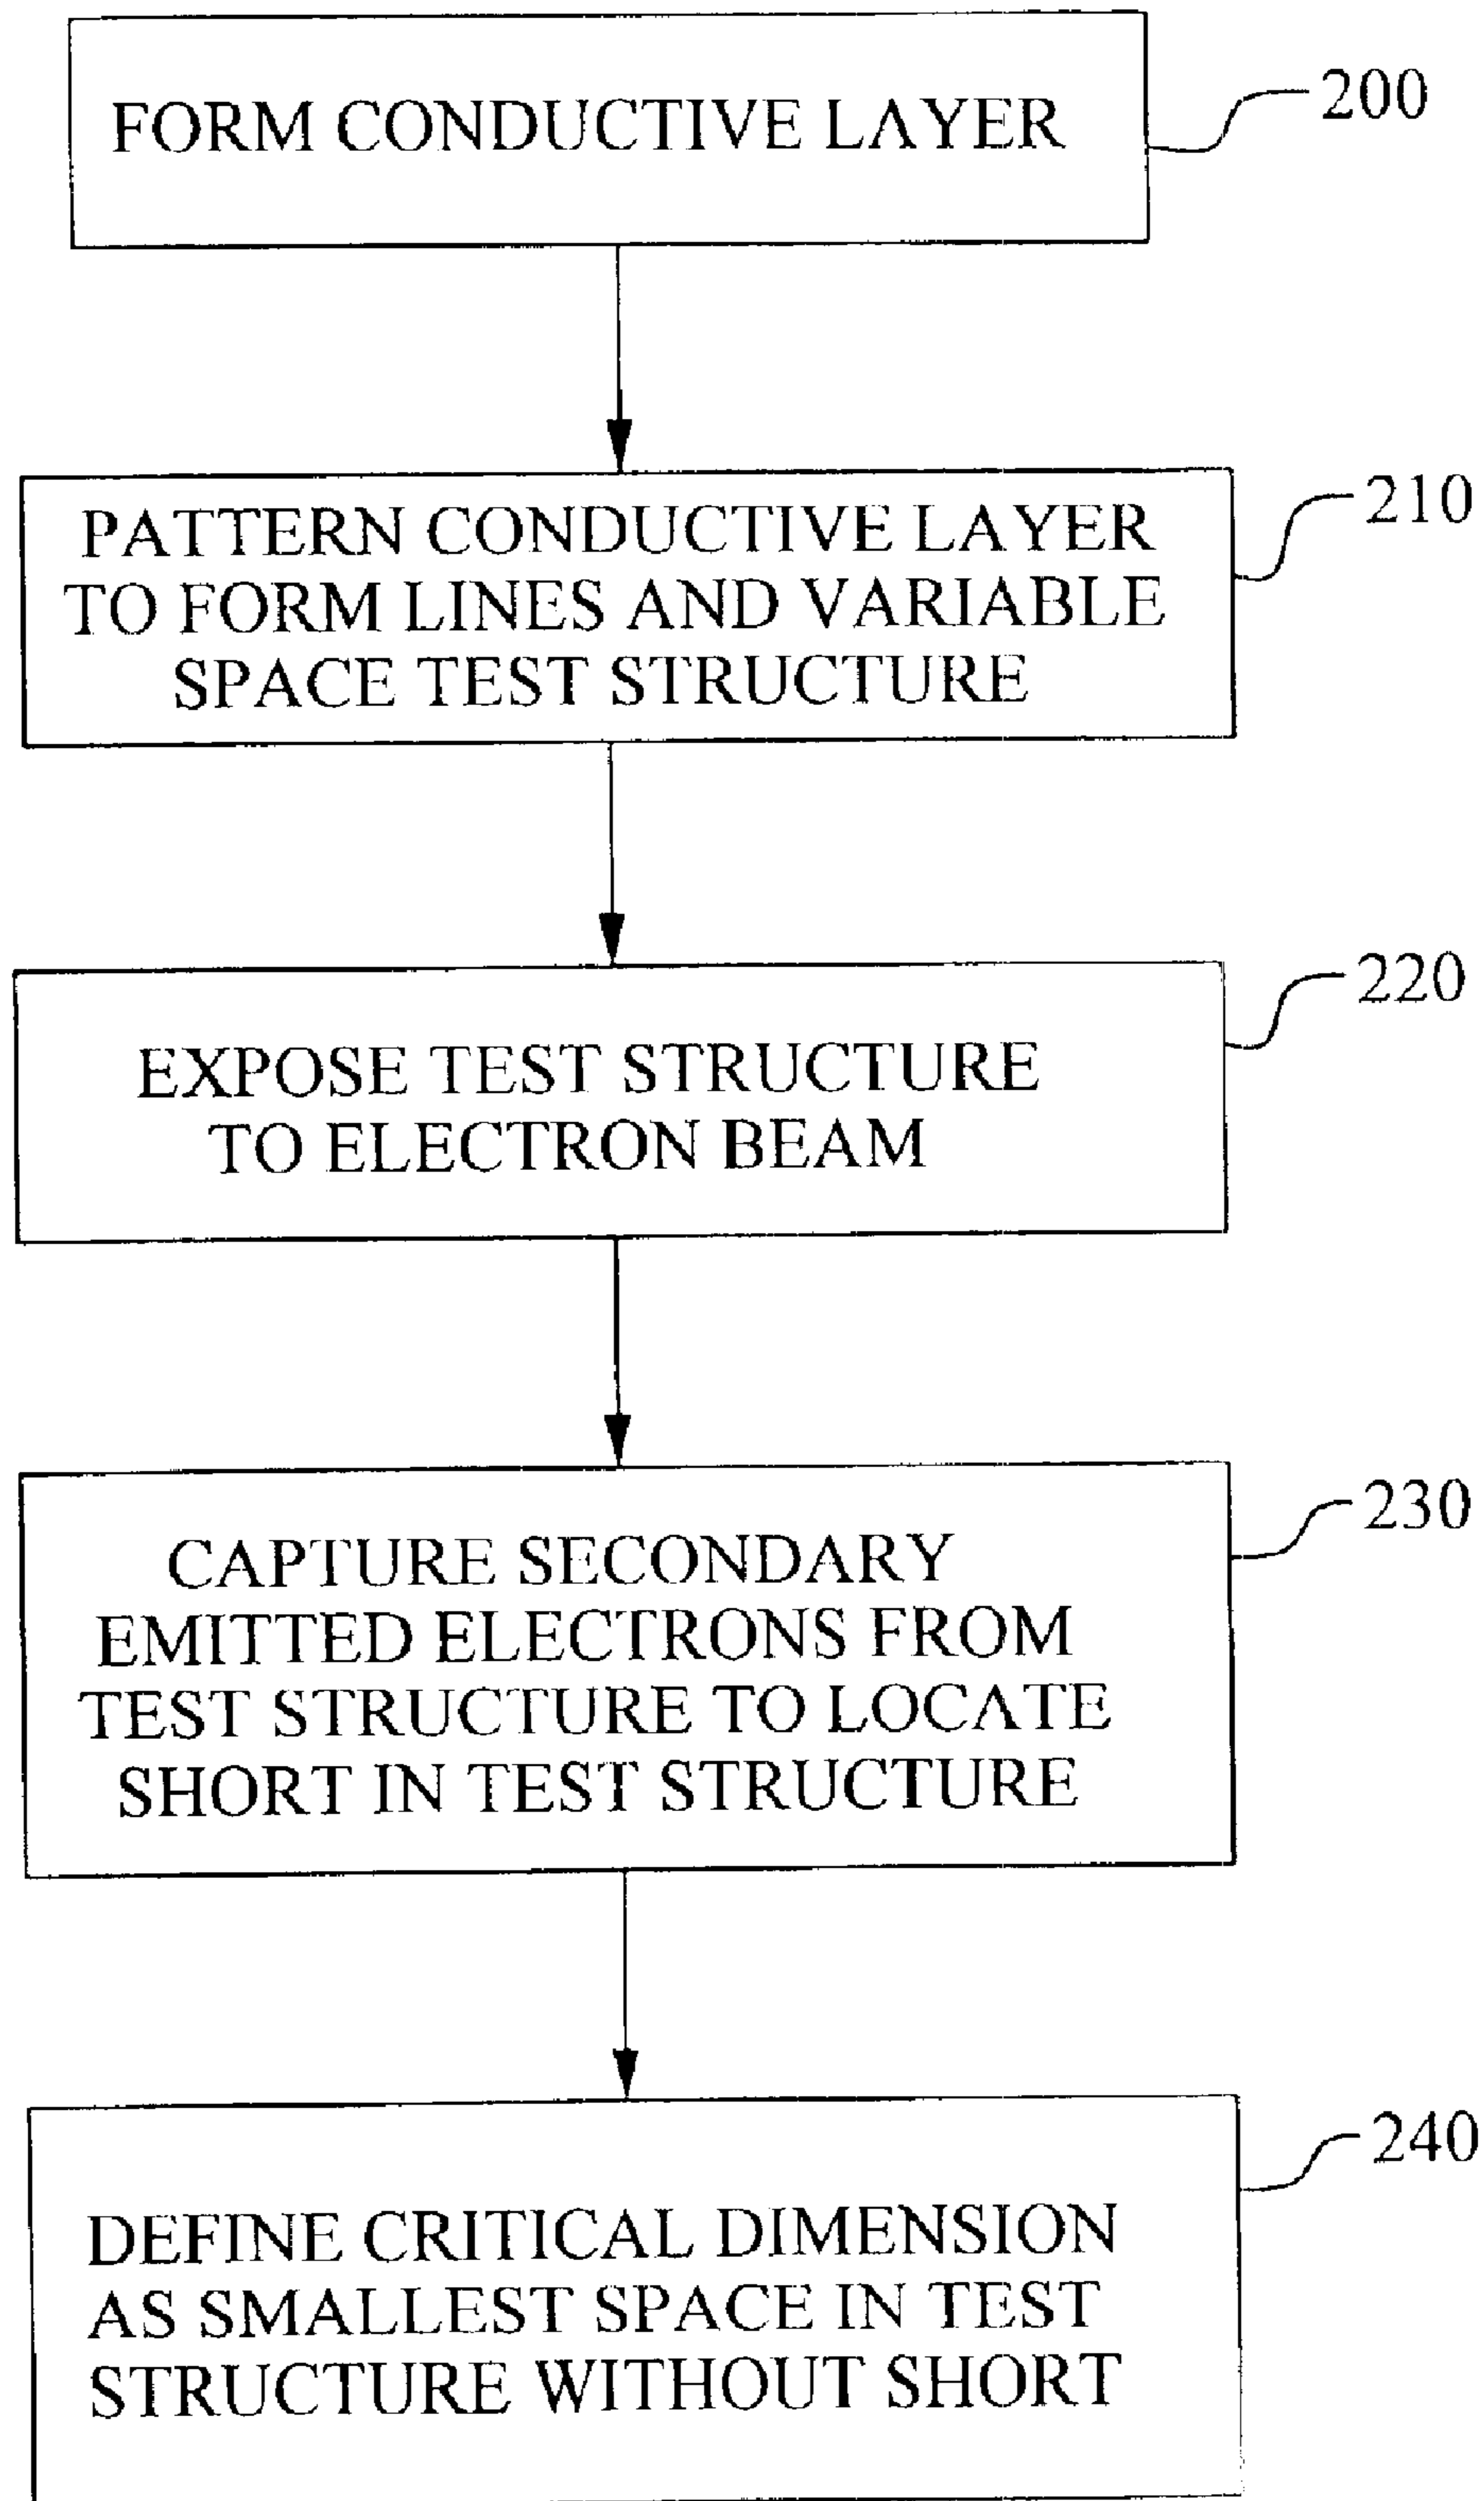 FORM CONDUCTIVE LAYER
200
PATTERN CONDUCTIVE LAYER
TO FORM LINES AND VARIABLE
SPACE TEST STRUCTURE
210
EXPOSE TEST STRUCTURE
TO ELECTRON BEAM
220
CAPTURE SECONDARY
EMITTED ELECTRONS FROM
TEST STRUCTURE TO LOCATE
SHORT IN TEST STRUCTURE
230
DEFINE CRITICAL DIMENSION
AS SMALLEST SPACE IN TEST
STRUCTURE WITHOUT SHORT
240